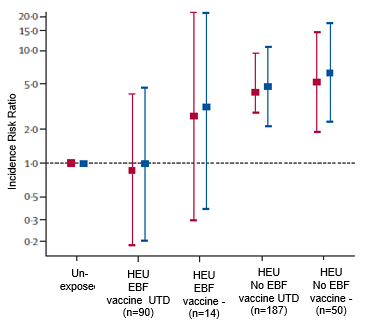 20·0
15·0
10·0
5·0
2·0
1·0
0·5
0·3
0·2
Incidence Risk Ratio
Un-
expose
HEU
EBF
vaccine UTD
(n=90)
HEU
EBF
vaccine -
(n=14)
HEU
No EBF
vaccine UTD
(n=187)
HEU
No EBF
vaccine -
(n=50)